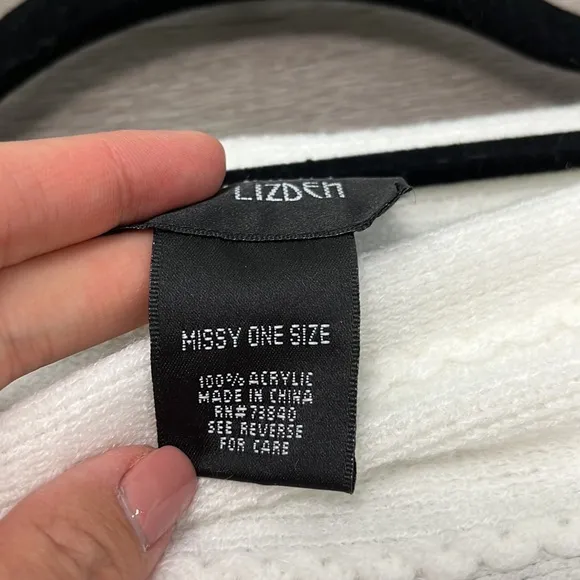 LIZDEN
MISSY ONE SIZE
100% ACRYLIC
MADE IN CHINA
RN#73840
SEE REVERSE
FOR CARE